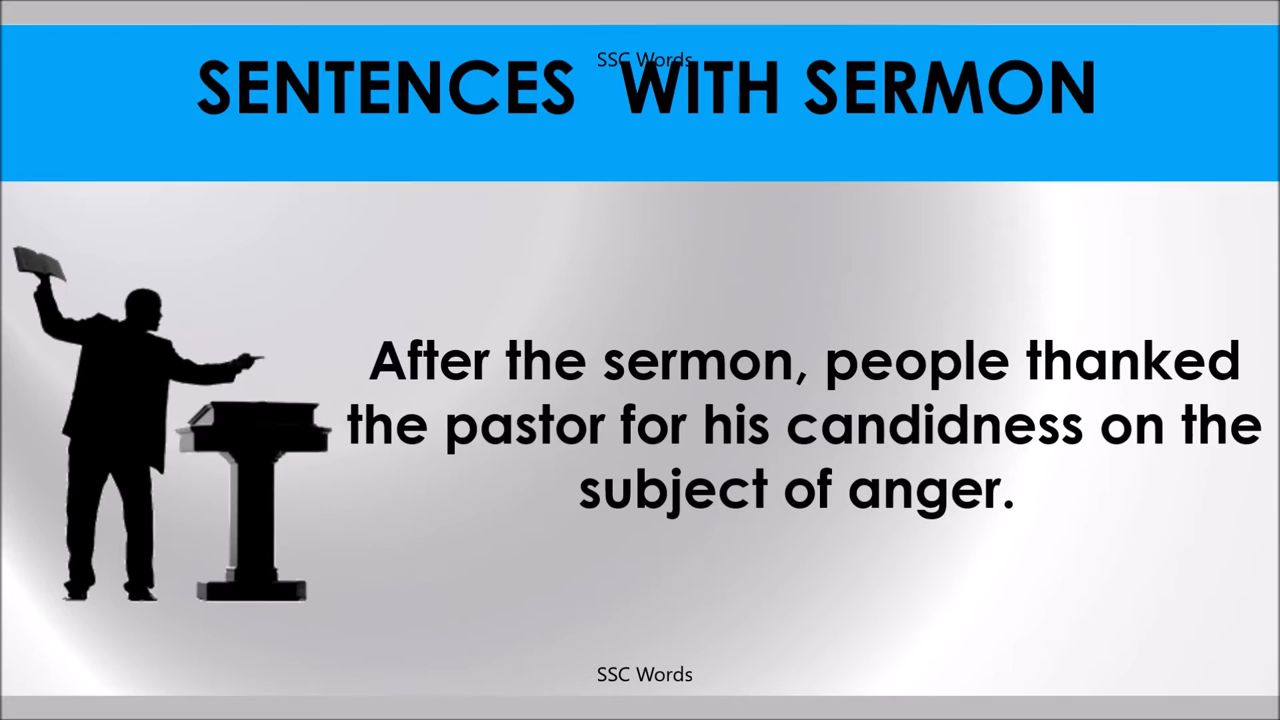 SSC Words
SENTENCES WITH SERMON
After the sermon, people thanked
the pastor for his candidness on the
subject of anger.
SSC Words